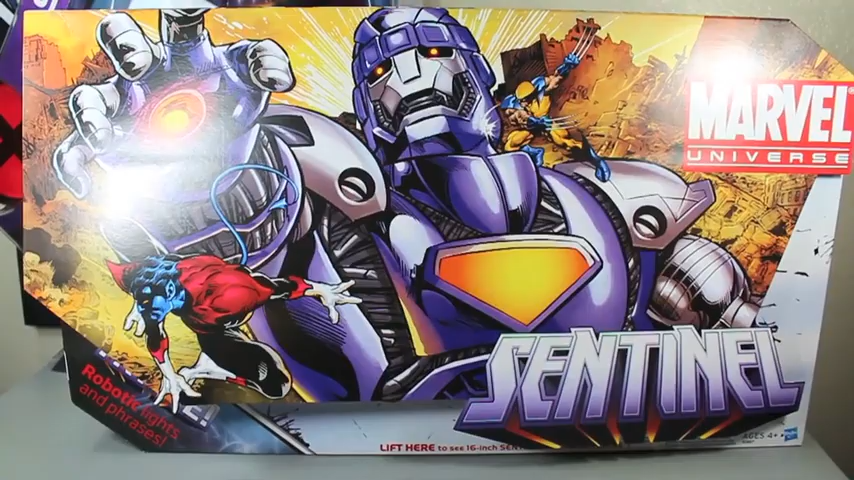 MARVEL®
UNIVERSE
SENTINEL
Robotic lights
and phrases!
LIFT HERE to see 16-inch
AGES 4+